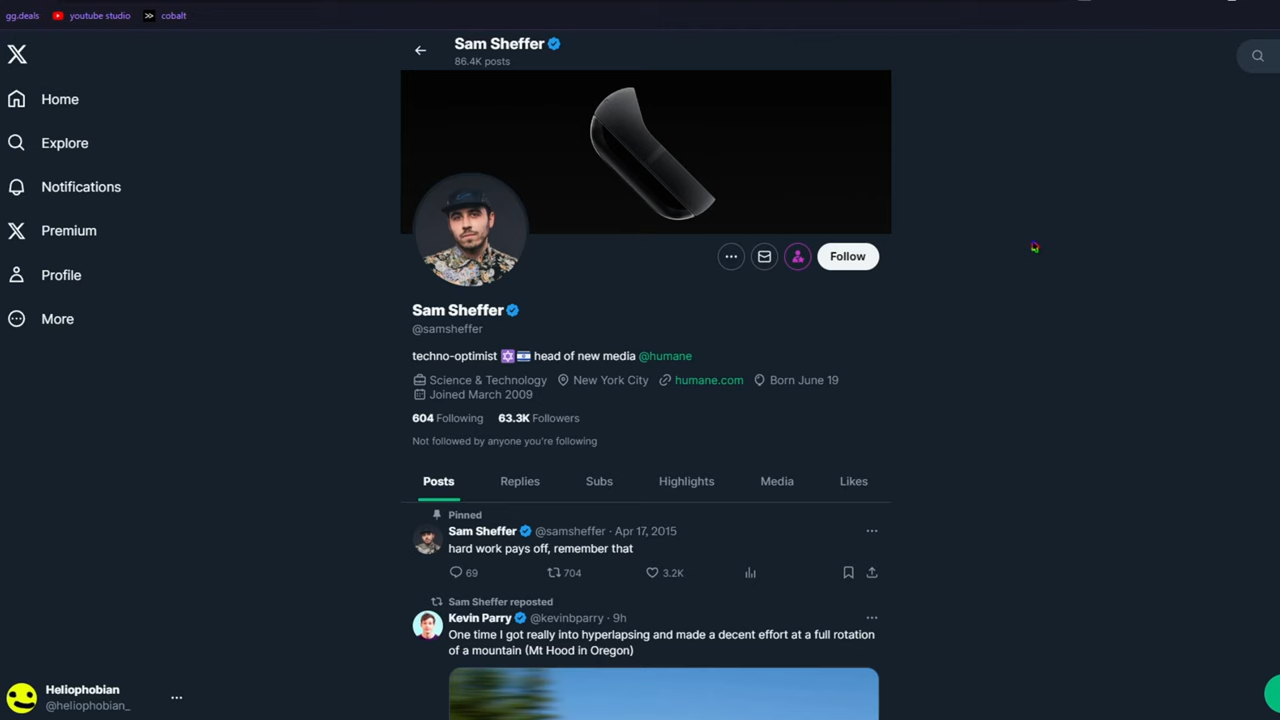 gg.deals youtube studio cobalt
Sam Sheffer
86.4K posts
Home
Explore
Notifications
Premium
Profile
More
Follow
Sam Sheffer
@samsheffer
techno-optimist ✡️🇮🇱 head of new media @humane
Science & Technology New York City humane.com Born June 19
Joined March 2009
604 Following 63.3K Followers
Not followed by anyone you're following
Posts Replies Subs Highlights Media Likes
Pinned
Sam Sheffer @samsheffer · Apr 17, 2015
hard work pays off, remember that
69 704 3.2K
Sam Sheffer reposted
Kevin Parry @kevinbparry · 9h
One time I got really into hyperlapsing and made a decent effort at a full rotation
of a mountain (Mt Hood in Oregon)
Heliophobian
@heliophobian_